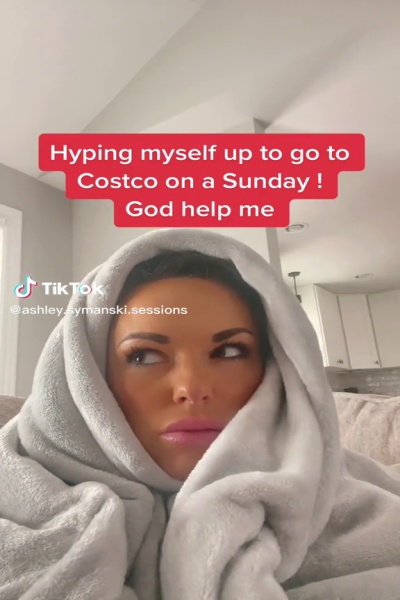 Hyping myself up to go to
Costco on a Sunday !
God help me
TikTok
@ashley.symanski.sessions